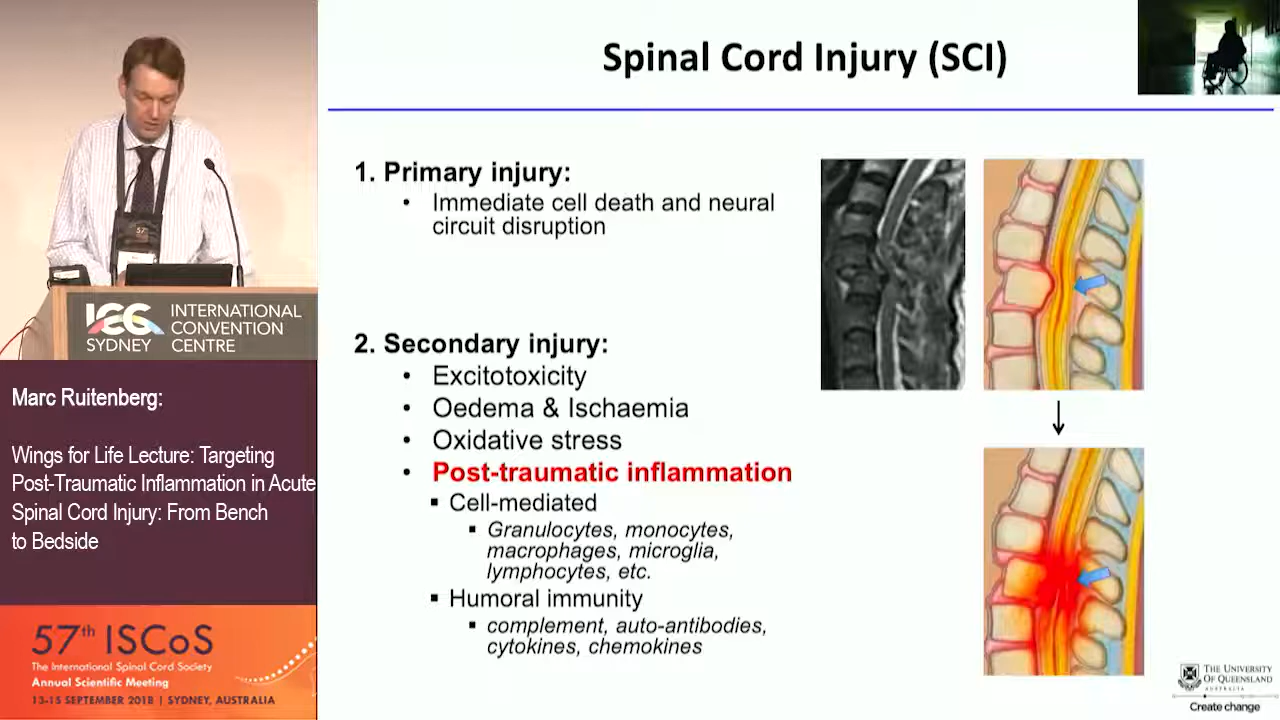 Spinal Cord Injury (SCI)
1. Primary injury:
• Immediate cell death and neural
circuit disruption
2. Secondary injury:
• Excitotoxicity
• Oedema & Ischaemia
• Oxidative stress
• Post-traumatic inflammation
▪ Cell-mediated
▪ Granulocytes, monocytes,
macrophages, microglia,
lymphocytes, etc.
▪ Humoral immunity
▪ complement, auto-antibodies,
cytokines, chemokines
THE UNIVERSITY
OF QUEENSLAND
AUSTRALIA
Create change
57
ICC
SYDNEY
INTERNATIONAL
CONVENTION
CENTRE
Marc Ruitenberg:
Wings for Life Lecture: Targeting
Post-Traumatic Inflammation in Acute
Spinal Cord Injury: From Bench
to Bedside
57th ISCoS
The International Spinal Cord Society
Annual Scientific Meeting
13-15 SEPTEMBER 2018 | SYDNEY, AUSTRALIA